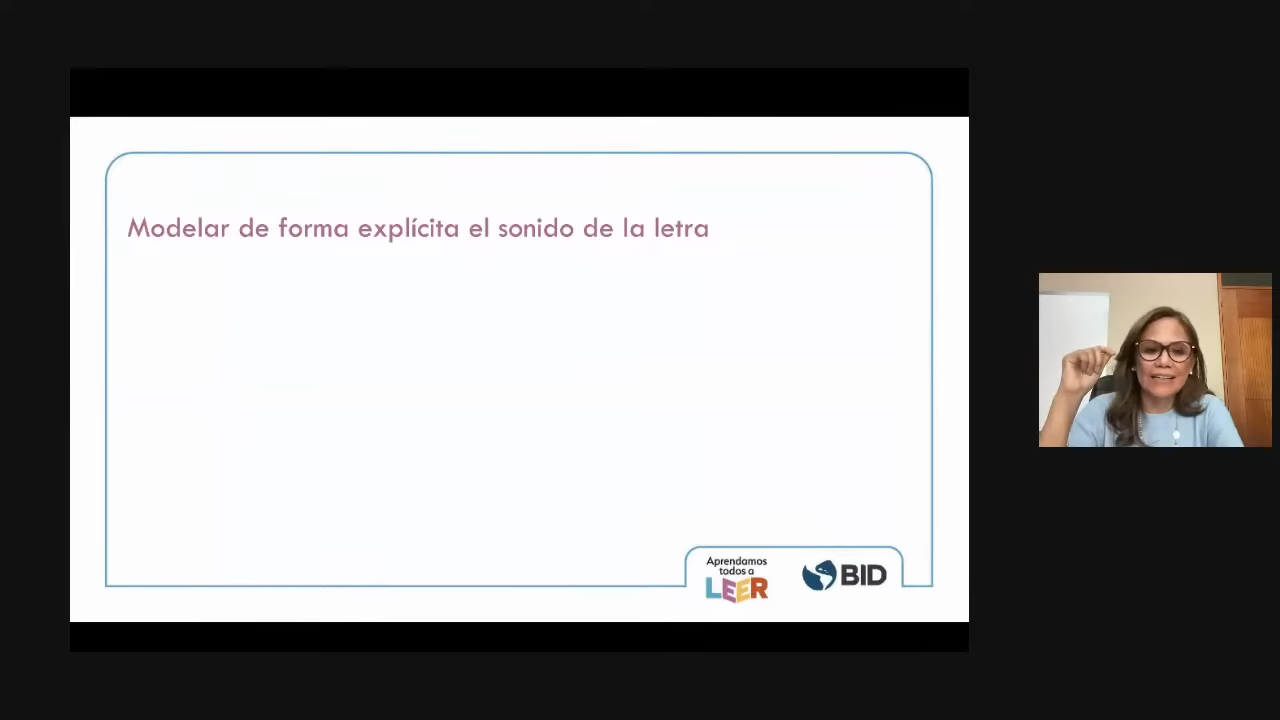 Modelar de forma explícita el sonido de la letra
Aprendamos
todos a
LEER
BID